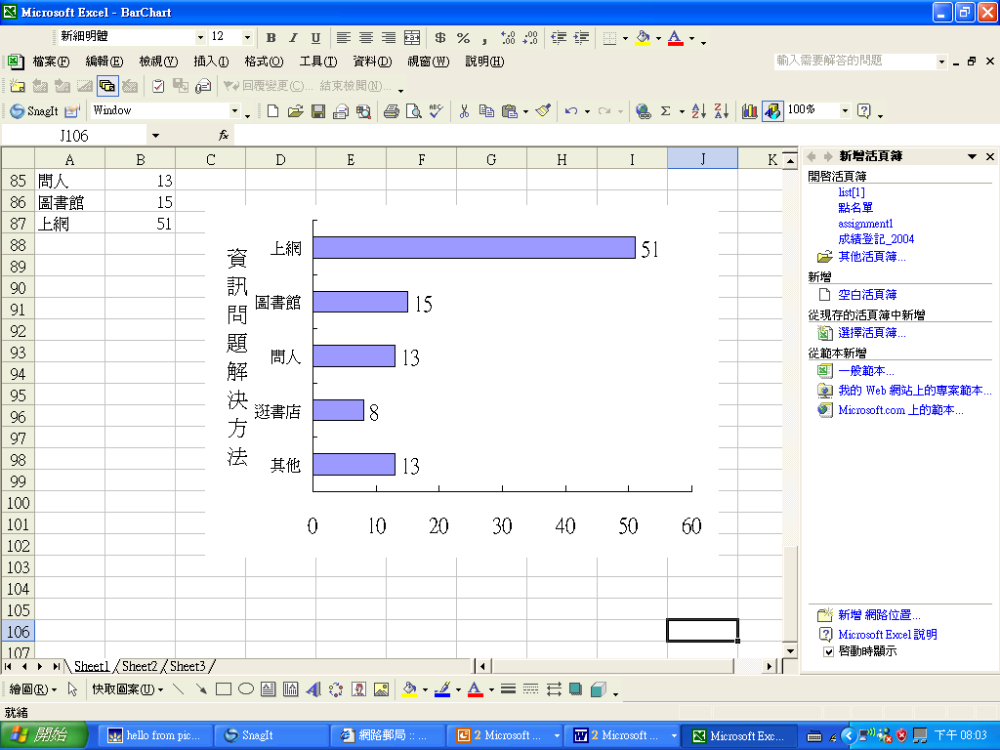 Microsoft Excel - BarChart
新細明體 12 B I U $ % ,
檔案(F) 編輯(E) 檢視(V) 插入(I) 格式(O) 工具(T) 資料(D) 視窗(W) 說明(H) 輸入需要解答的問題
回覆變更(C)... 結束檢閱(N)...
SnagIt Window 100%
J106 fx
A B C D E F G H I J K
85 問人 13
86 圖書館 15
87 上網 51
88
89
90
91
92
93
94
95
96
97
98
99
100
101
102
103
104
105
106
107
資訊問題解決方法
上網 51
圖書館 15
問人 13
逛書店 8
其他 13
0 10 20 30 40 50 60
新增活頁簿
開啓活頁簿
list[1]
點名單
assignment1
成績登記_2004
其他活頁簿...
新增
空白活頁簿
從現存的活頁簿中新增
選擇活頁簿...
從範本新增
一般範本...
我的 Web 網站上的專案範本...
Microsoft.com 上的範本...
新增 網路位置...
Microsoft Excel 說明
啓動時顯示
Sheet1 Sheet2 Sheet3
繪圖(R) 快取圖案(U)
就緒
開始 hello from pic... SnagIt 網路郵局 :: ... 2 Microsoft ... 2 Microsoft ... Microsoft Exc... 下午 08:03